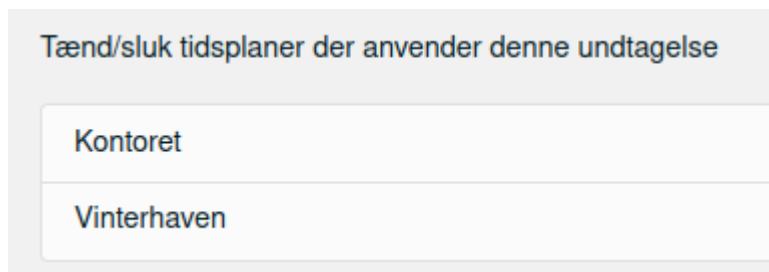 Tænd/sluk tidsplaner der anvender denne undtagelse
Kontoret
Vinterhaven